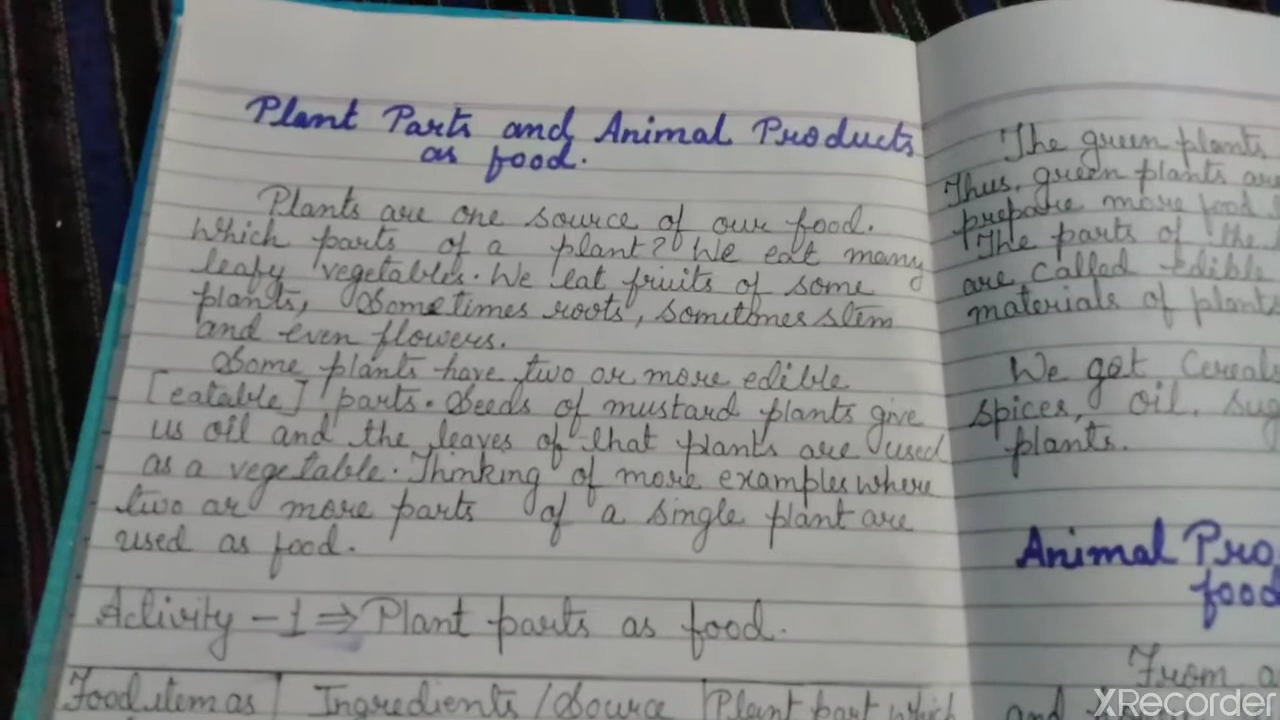 Plant Parts and Animal Products
as food.
Plants are one source of our food.
Which parts of a plant? We eat many
leafy vegetables. We eat fruits of some
plants, Sometimes roots, sometimes stem
and even flowers.
Some plants have two or more edible
[eatable] parts. Seeds of mustard plants give
us oil and the leaves of that plants are used
as a vegetable. Thinking of more examples where
two or more parts of a single plant are
used as food.
Activity - 1 ⇒ Plant parts as food.
Food item as | Ingredients / Source | Plant part which
The green plants
Thus, green plants are
prepare more food
The parts of the
are called edible
materials of plants
We get Cereals
spices, oil, sug
plants.
Animal Pro
food
From a
and
XRecorder